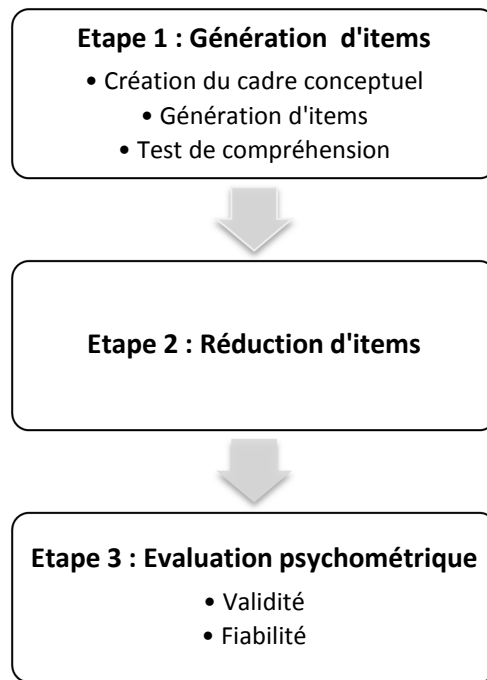 Etape 1 : Génération d'items
• Création du cadre conceptuel
• Génération d'items
• Test de compréhension
Etape 2 : Réduction d'items
Etape 3 : Evaluation psychométrique
• Validité
• Fiabilité